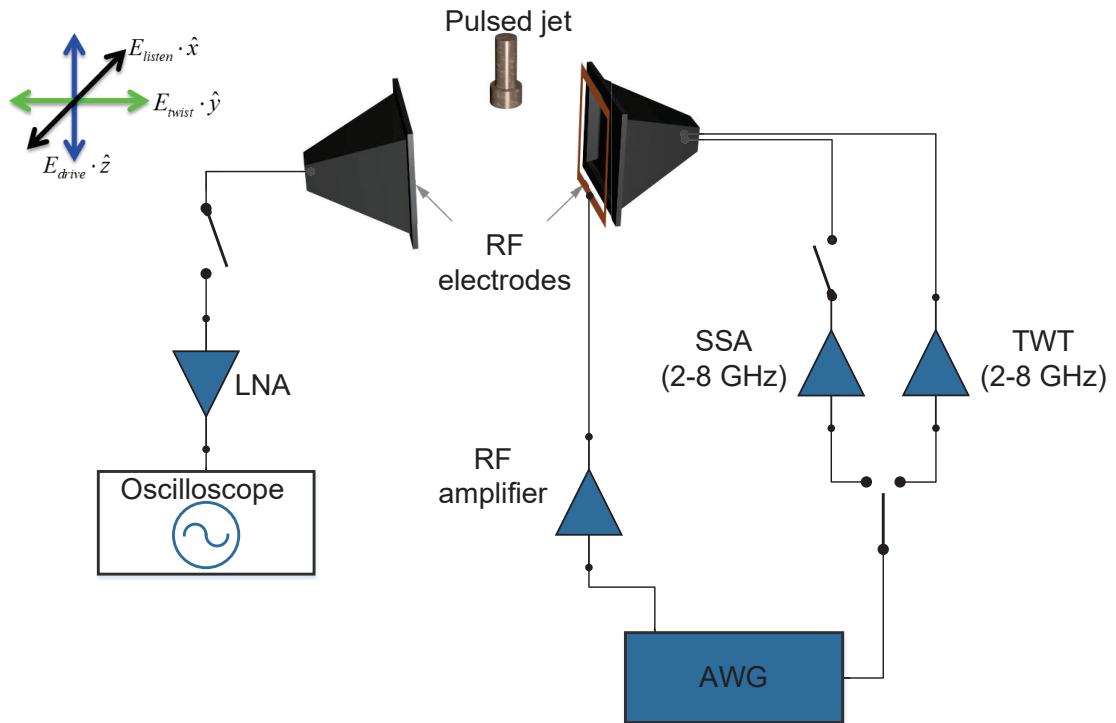 Pulsed jet
E_listen · x̂
E_twist · ŷ
E_drive · ẑ
RF
electrodes
SSA
(2-8 GHz)
TWT
(2-8 GHz)
LNA
RF
amplifier
Oscilloscope
AWG